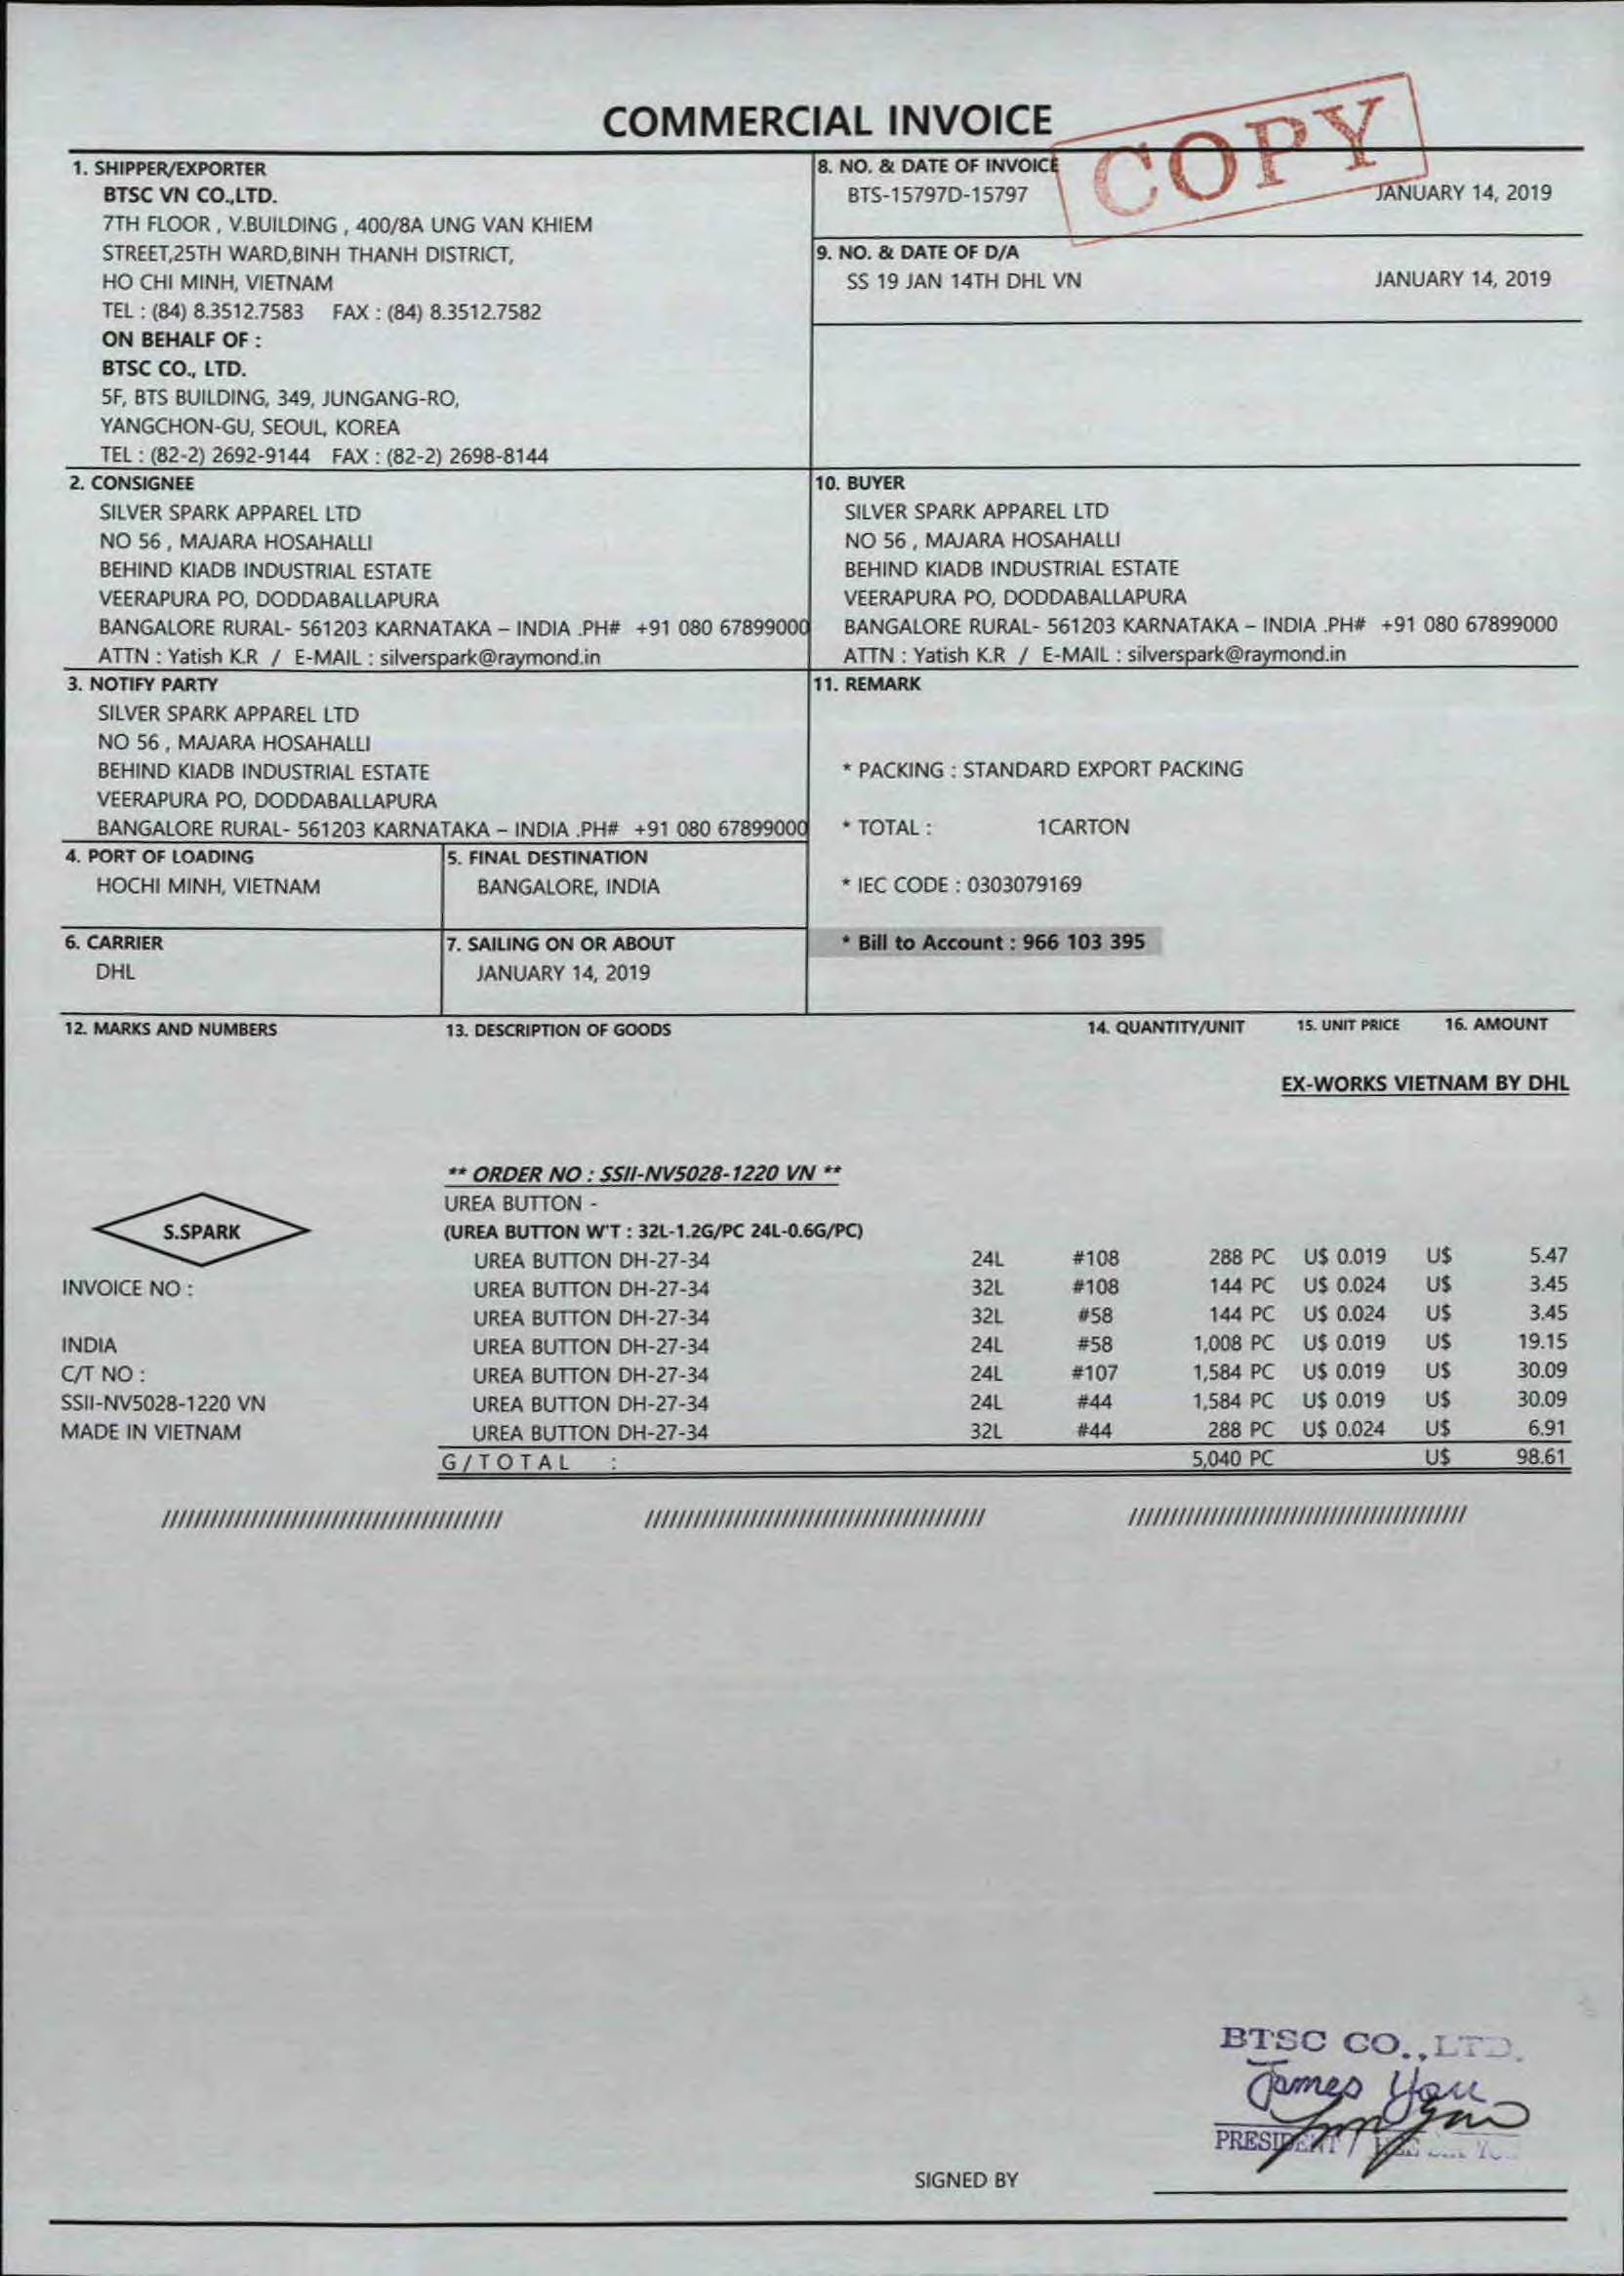 COMMERCIAL INVOICE
COPY
1. SHIPPER/EXPORTER
BTSC VN CO.,LTD.
7TH FLOOR , V.BUILDING , 400/8A UNG VAN KHIEM
STREET,25TH WARD,BINH THANH DISTRICT,
HO CHI MINH, VIETNAM
TEL : (84) 8.3512.7583 FAX : (84) 8.3512.7582
ON BEHALF OF :
BTSC CO., LTD.
5F, BTS BUILDING, 349, JUNGANG-RO,
YANGCHON-GU, SEOUL, KOREA
TEL : (82-2) 2692-9144 FAX : (82-2) 2698-8144
8. NO. & DATE OF INVOICE
BTS-15797D-15797 JANUARY 14, 2019
9. NO. & DATE OF D/A
SS 19 JAN 14TH DHL VN JANUARY 14, 2019
2. CONSIGNEE
SILVER SPARK APPAREL LTD
NO 56 , MAJARA HOSAHALLI
BEHIND KIADB INDUSTRIAL ESTATE
VEERAPURA PO, DODDABALLAPURA
BANGALORE RURAL- 561203 KARNATAKA – INDIA .PH# +91 080 67899000
ATTN : Yatish K.R / E-MAIL : silverspark@raymond.in
10. BUYER
SILVER SPARK APPAREL LTD
NO 56 , MAJARA HOSAHALLI
BEHIND KIADB INDUSTRIAL ESTATE
VEERAPURA PO, DODDABALLAPURA
BANGALORE RURAL- 561203 KARNATAKA – INDIA .PH# +91 080 67899000
ATTN : Yatish K.R / E-MAIL : silverspark@raymond.in
3. NOTIFY PARTY
SILVER SPARK APPAREL LTD
NO 56 , MAJARA HOSAHALLI
BEHIND KIADB INDUSTRIAL ESTATE
VEERAPURA PO, DODDABALLAPURA
BANGALORE RURAL- 561203 KARNATAKA – INDIA .PH# +91 080 67899000
11. REMARK
* PACKING : STANDARD EXPORT PACKING
* TOTAL : 1CARTON
* IEC CODE : 0303079169
* Bill to Account : 966 103 395
4. PORT OF LOADING
HOCHI MINH, VIETNAM
5. FINAL DESTINATION
BANGALORE, INDIA
6. CARRIER
DHL
7. SAILING ON OR ABOUT
JANUARY 14, 2019
12. MARKS AND NUMBERS 13. DESCRIPTION OF GOODS 14. QUANTITY/UNIT 15. UNIT PRICE 16. AMOUNT
EX-WORKS VIETNAM BY DHL
S.SPARK
INVOICE NO :
INDIA
C/T NO :
SSII-NV5028-1220 VN
MADE IN VIETNAM
** ORDER NO : SSII-NV5028-1220 VN **
UREA BUTTON -
(UREA BUTTON W'T : 32L-1.2G/PC 24L-0.6G/PC)
UREA BUTTON DH-27-34 24L #108 288 PC U$ 0.019 U$ 5.47
UREA BUTTON DH-27-34 32L #108 144 PC U$ 0.024 U$ 3.45
UREA BUTTON DH-27-34 32L #58 144 PC U$ 0.024 U$ 3.45
UREA BUTTON DH-27-34 24L #58 1,008 PC U$ 0.019 U$ 19.15
UREA BUTTON DH-27-34 24L #107 1,584 PC U$ 0.019 U$ 30.09
UREA BUTTON DH-27-34 24L #44 1,584 PC U$ 0.019 U$ 30.09
UREA BUTTON DH-27-34 32L #44 288 PC U$ 0.024 U$ 6.91
G/TOTAL : 5,040 PC U$ 98.61
BTSC CO.,LTD.
James You
PRESIDENT /
SIGNED BY